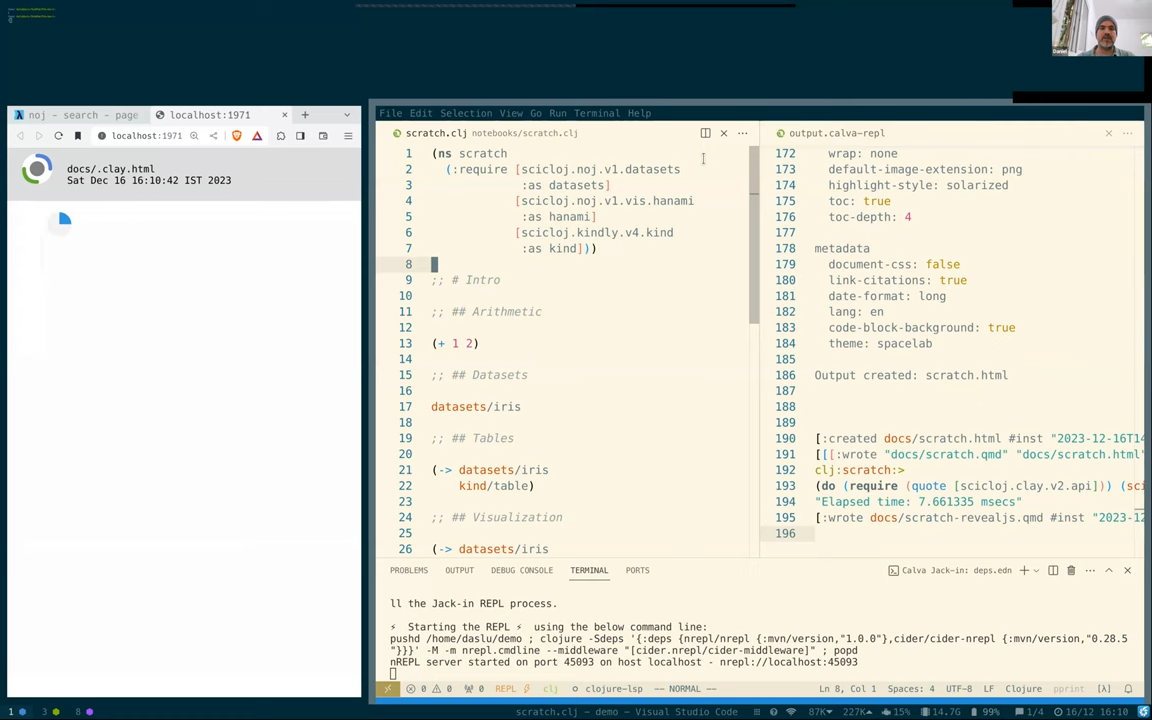 Daniel
noj - search - page
localhost:1971
localhost:1971
docs/.clay.html
Sat Dec 16 16:10:42 IST 2023
File Edit Selection View Go Run Terminal Help
scratch.clj notebooks/scratch.clj
1 (ns scratch
2 (:require [scicloj.noj.v1.datasets
3 :as datasets]
4 [scicloj.noj.v1.vis.hanami
5 :as hanami]
6 [scicloj.kindly.v4.kind
7 :as kind]))
8
9 ;; # Intro
10
11 ;; ## Arithmetic
12
13 (+ 1 2)
14
15 ;; ## Datasets
16
17 datasets/iris
18
19 ;; ## Tables
20
21 (-> datasets/iris
22 kind/table)
23
24 ;; ## Visualization
25
26 (-> datasets/iris
output.calva-repl
172 wrap: none
173 default-image-extension: png
174 highlight-style: solarized
175 toc: true
176 toc-depth: 4
177
178 metadata
179 document-css: false
180 link-citations: true
181 date-format: long
182 lang: en
183 code-block-background: true
184 theme: spacelab
185
186 Output created: scratch.html
187
188
189
190 [:created docs/scratch.html #inst "2023-12-16T14
191 [[[:wrote "docs/scratch.qmd" "docs/scratch.html"
192 clj:scratch:>
193 (do (require (quote [scicloj.clay.v2.api])) (sci
194 "Elapsed time: 7.661335 msecs"
195 [:wrote docs/scratch-revealjs.qmd #inst "2023-12
196
PROBLEMS OUTPUT DEBUG CONSOLE TERMINAL PORTS
Calva Jack-in: deps.edn
ll the Jack-in REPL process.
⚡ Starting the REPL ⚡ using the below command line:
pushd /home/daslu/demo ; clojure -Sdeps '{:deps {nrepl/nrepl {:mvn/version,"1.0.0"},cider/cider-nrepl {:mvn/version,"0.28.5
"}}}' -M -m nrepl.cmdline --middleware "[cider.nrepl/cider-middleware]" ; popd
nREPL server started on port 45093 on host localhost - nrepl://localhost:45093
0 0 0 REPL clj clojure-lsp -- NORMAL -- Ln 8, Col 1 Spaces: 4 UTF-8 LF Clojure pprint [λ]
1 3 8 scratch.clj - demo - Visual Studio Code 87K 227K 15% 14.7G 99% 1/4 16/12 16:10